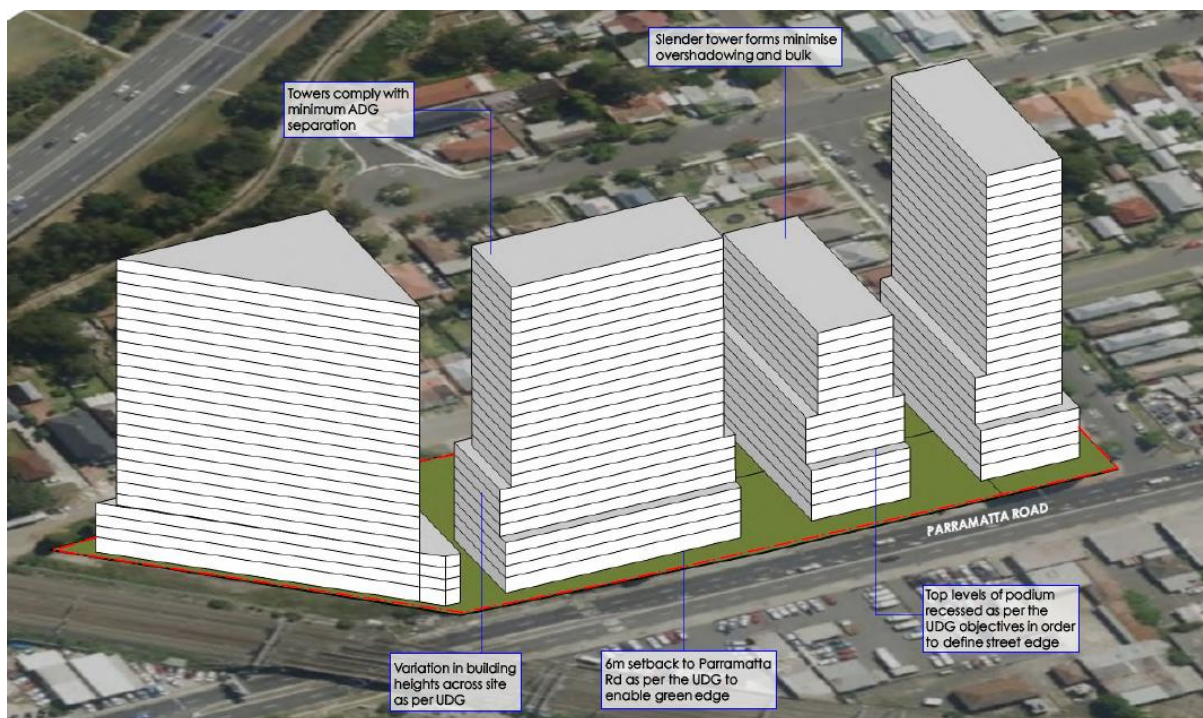 Slender tower forms minimise
overshadowing and bulk
Towers comply with
minimum ADG
separation
PARRAMATTA ROAD
Top levels of podium
recessed as per the
UDG objectives in order
to define street edge
Variation in building
heights across site
as per UDG
6m setback to Parramatta
Rd as per the UDG to
enable green edge